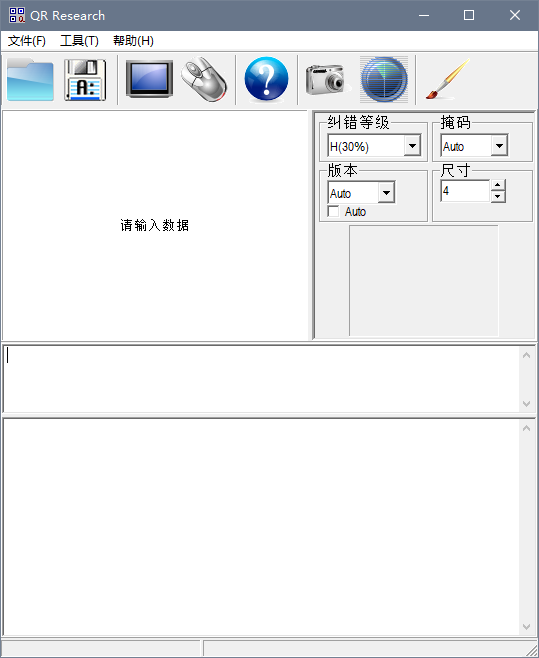 QR Research
文件(F) 工具(T) 帮助(H)
A:
?
请输入数据
纠错等级
掩码
H(30%)
Auto
版本
尺寸
Auto
4
Auto